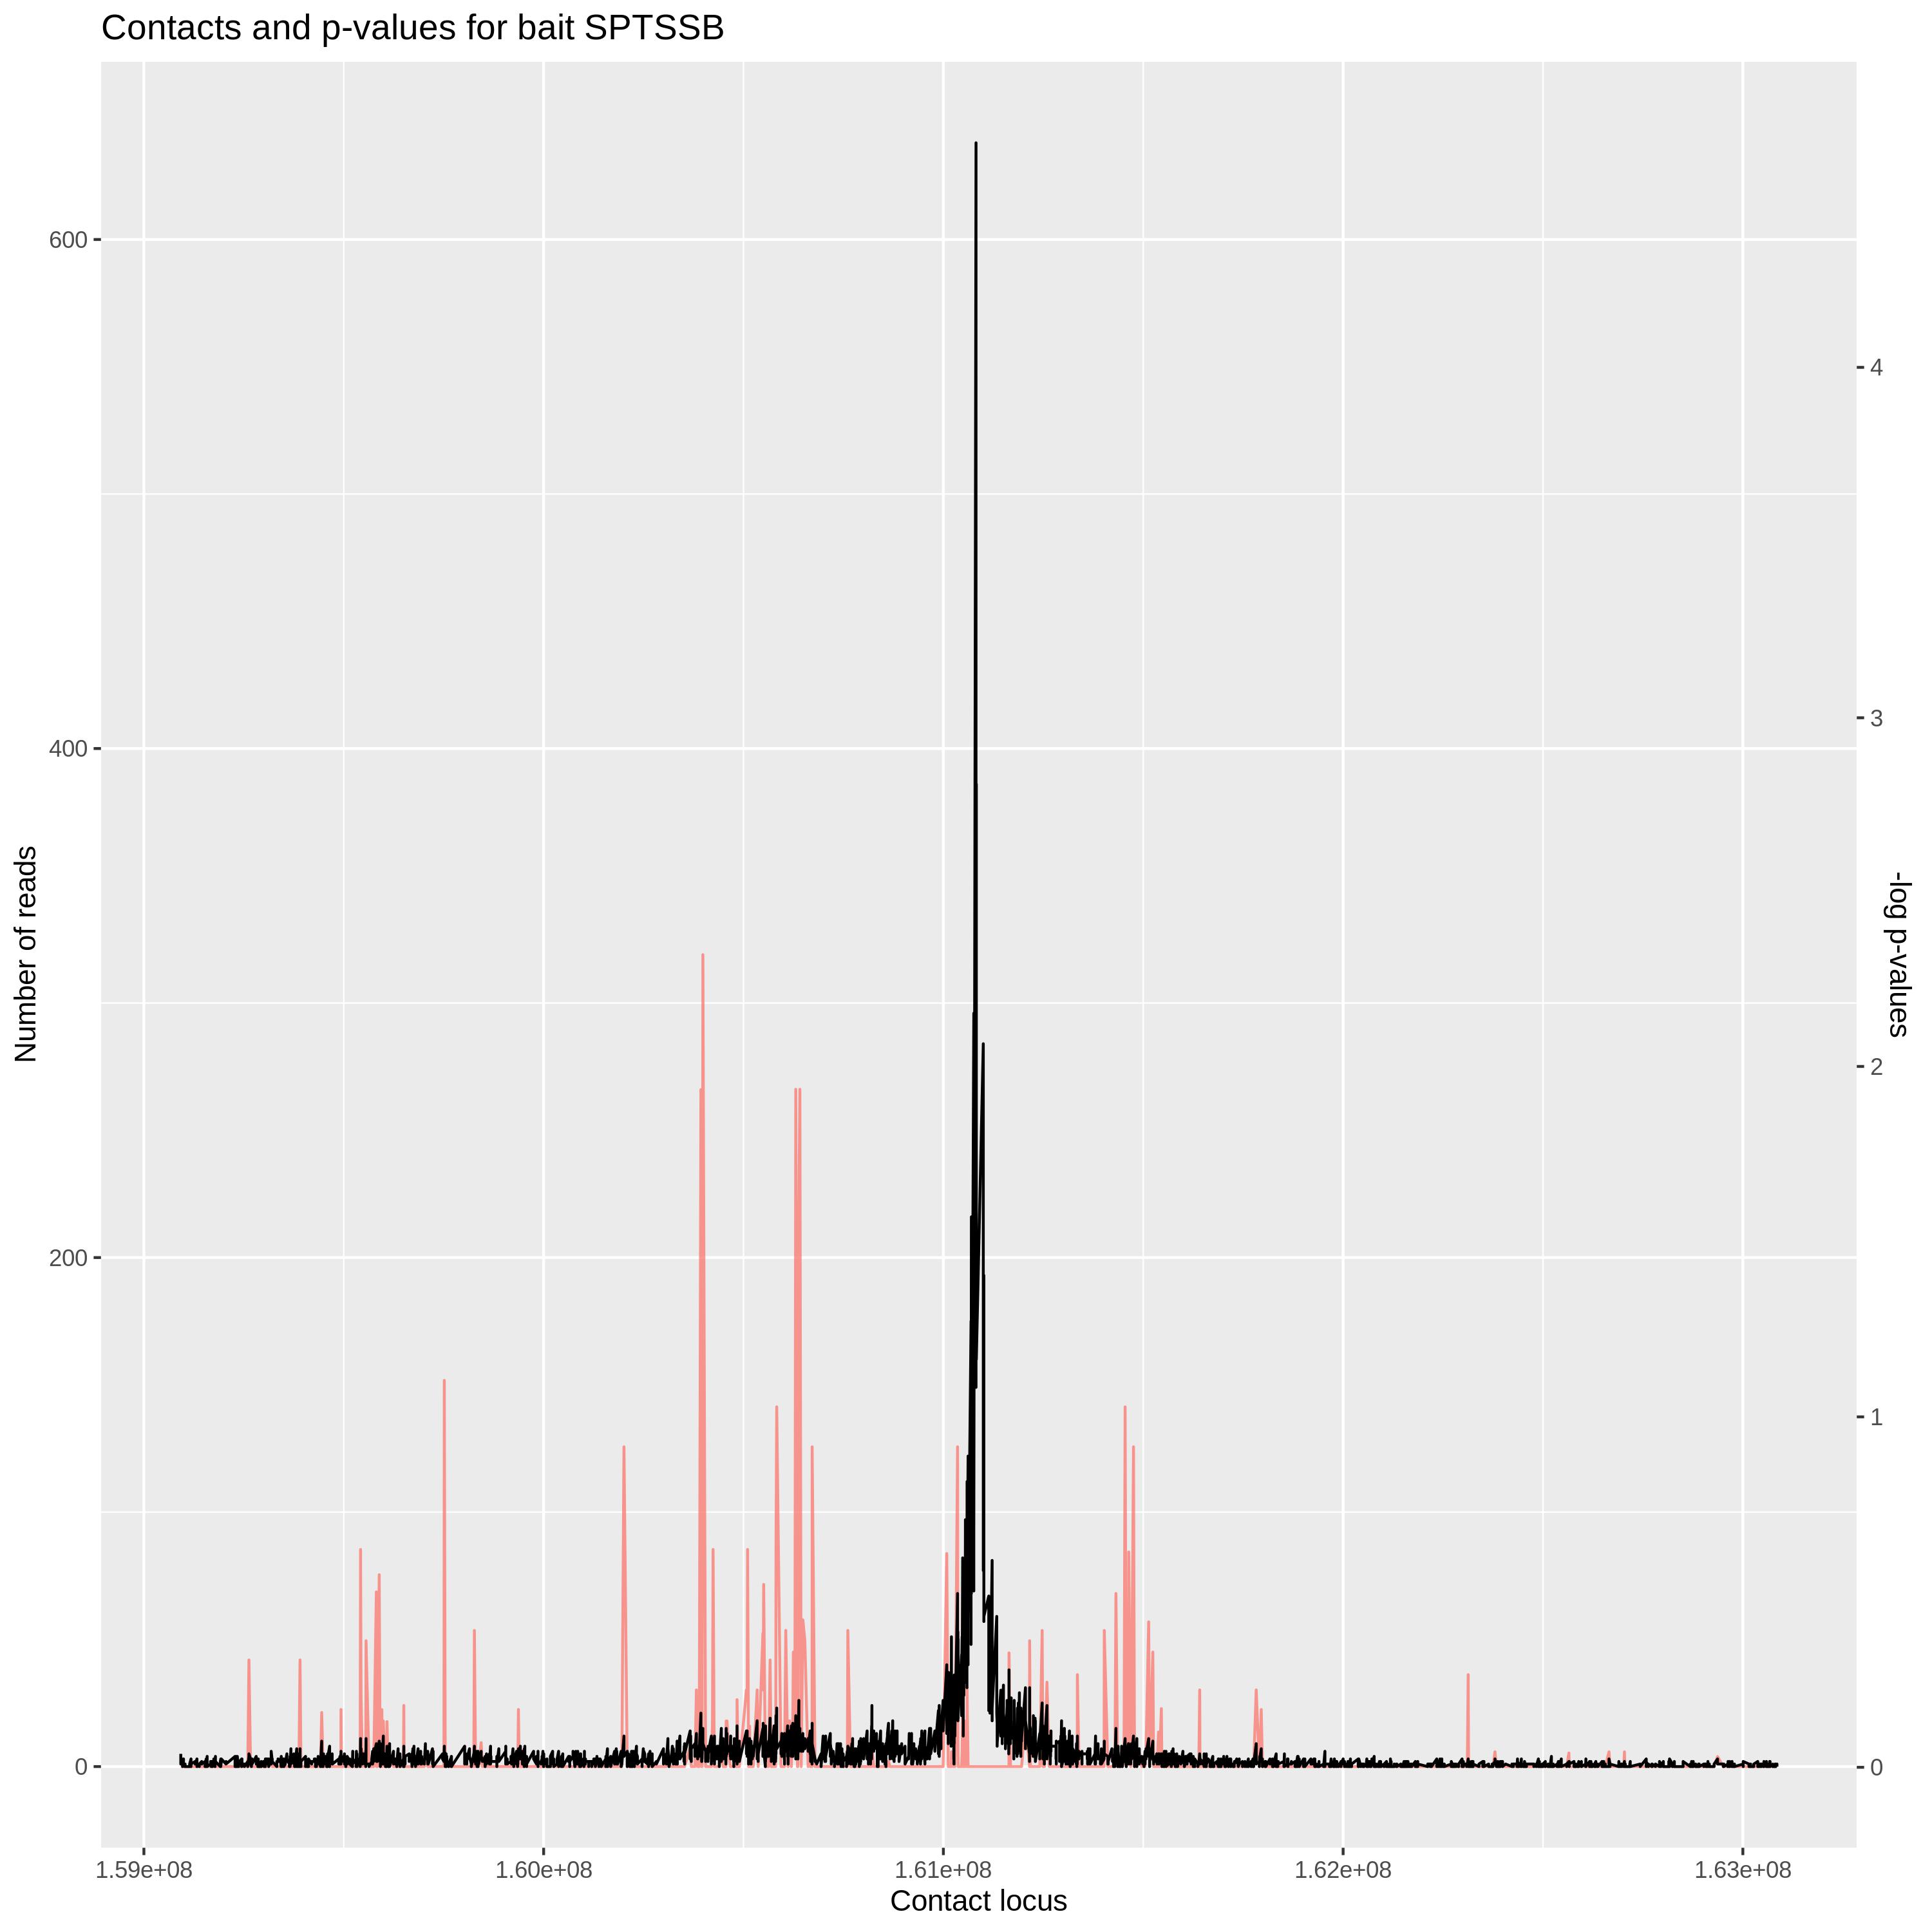 Contacts and p-values for bait SPTSSB
Number of reads
600
400
200
0
4
3
2
1
0
-log p-values
1.59e+08
1.60e+08
1.61e+08
1.62e+08
1.63e+08
Contact locus